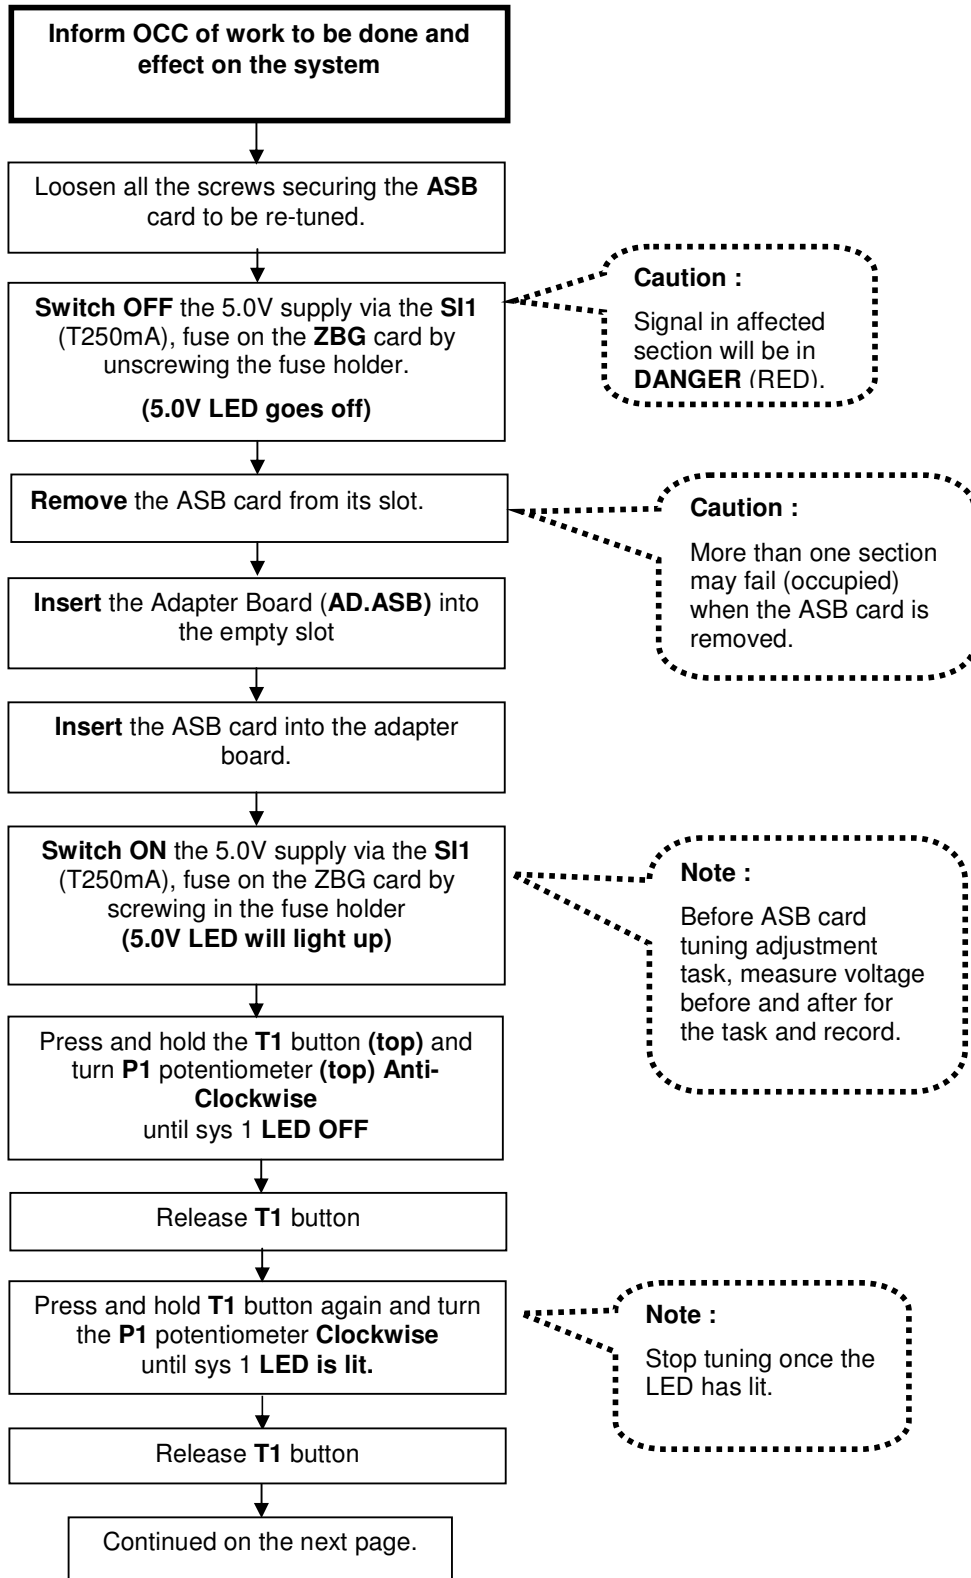 Inform OCC of work to be done and
effect on the system
Loosen all the screws securing the ASB
card to be re-tuned.
Switch OFF the 5.0V supply via the SI1
(T250mA), fuse on the ZBG card by
unscrewing the fuse holder.
(5.0V LED goes off)
Caution :
Signal in affected
section will be in
DANGER (RED).
Remove the ASB card from its slot.
Caution :
More than one section
may fail (occupied)
when the ASB card is
removed.
Insert the Adapter Board (AD.ASB) into
the empty slot
Insert the ASB card into the adapter
board.
Switch ON the 5.0V supply via the SI1
(T250mA), fuse on the ZBG card by
screwing in the fuse holder
(5.0V LED will light up)
Note :
Before ASB card
tuning adjustment
task, measure voltage
before and after for
the task and record.
Press and hold the T1 button (top) and
turn P1 potentiometer (top) Anti-
Clockwise
until sys 1 LED OFF
Release T1 button
Press and hold T1 button again and turn
the P1 potentiometer Clockwise
until sys 1 LED is lit.
Note :
Stop tuning once the
LED has lit.
Release T1 button
Continued on the next page.